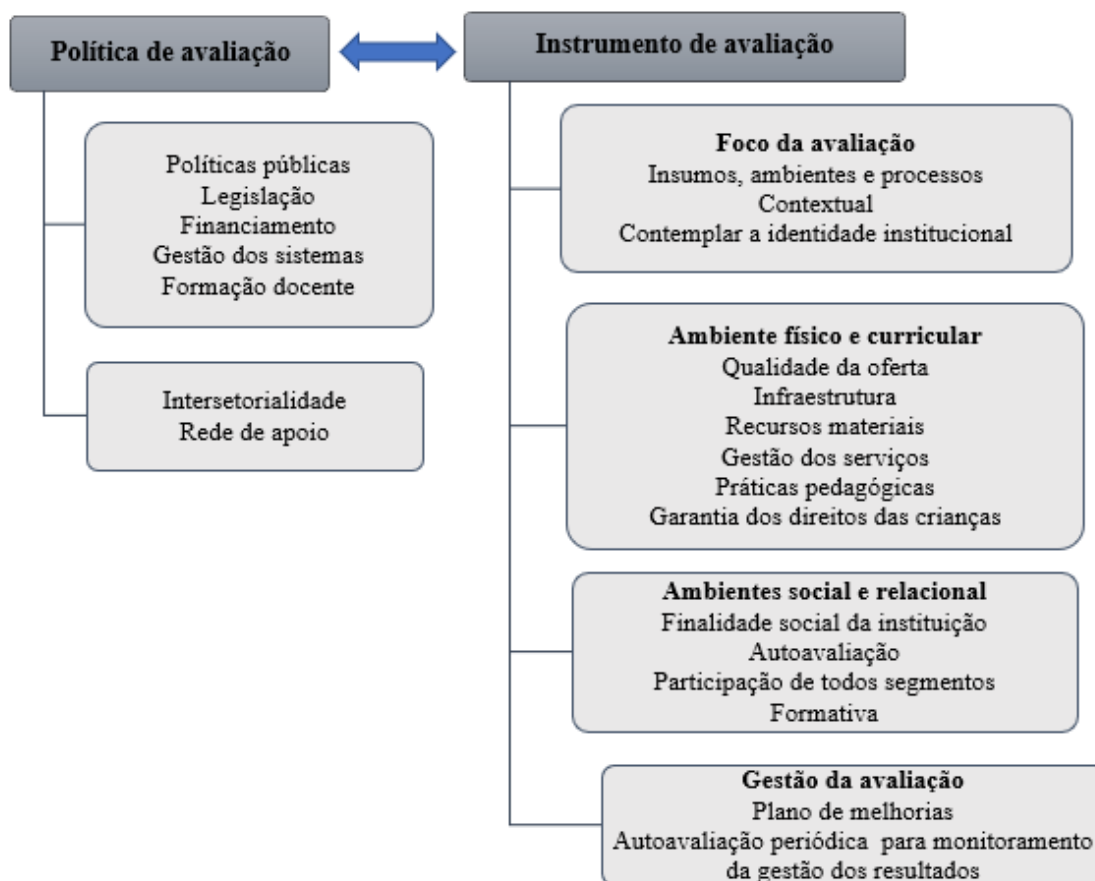 Política de avaliação
Políticas públicas
Legislação
Financiamento
Gestão dos sistemas
Formação docente
Intersetorialidade
Rede de apoio
Instrumento de avaliação
Foco da avaliação
Insumos, ambientes e processos
Contextual
Contemplar a identidade institucional
Ambiente físico e curricular
Qualidade da oferta
Infraestrutura
Recursos materiais
Gestão dos serviços
Práticas pedagógicas
Garantia dos direitos das crianças
Ambientes social e relacional
Finalidade social da instituição
Autoavaliação
Participação de todos segmentos
Formativa
Gestão da avaliação
Plano de melhorias
Autoavaliação periódica para monitoramento
da gestão dos resultados